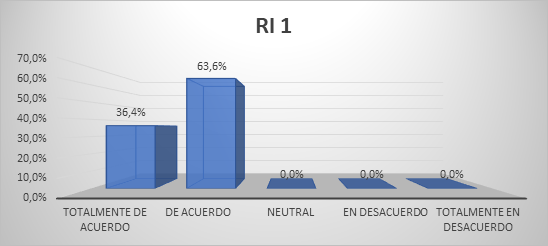 RI 1
70,0%
60,0%
50,0%
40,0%
30,0%
20,0%
10,0%
0,0%
36,4%
63,6%
0,0%
0,0%
0,0%
TOTALMENTE DE
ACUERDO
DE ACUERDO
NEUTRAL
EN DESACUERDO
TOTALMENTE EN
DESACUERDO